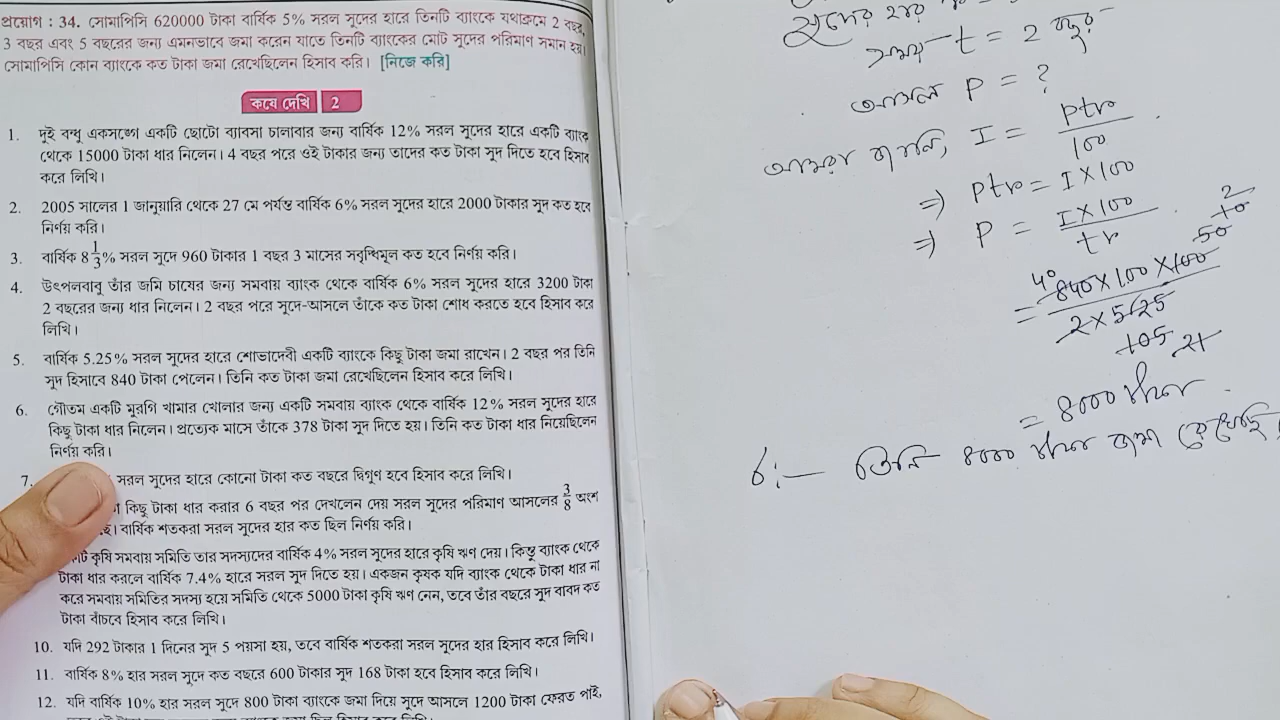 প্রয়োগ : 34. সোমাপিসি 620000 টাকা বার্ষিক 5% সরল সুদের হারে তিনটি ব্যাংকে যথাক্রমে 2 বছর,
3 বছর এবং 5 বছরের জন্য এমনভাবে জমা করেন যাতে তিনটি ব্যাংকের মোট সুদের পরিমাণ সমান হয়।
সোমাপিসি কোন ব্যাংকে কত টাকা জমা রেখেছিলেন হিসাব করি। [নিজে করি]
কষে দেখি 2
1. দুই বন্ধু একসঙ্গে একটি ছোটো ব্যাবসা চালাবার জন্য বার্ষিক 12% সরল সুদের হারে একটি ব্যাংক
থেকে 15000 টাকা ধার নিলেন। 4 বছর পরে ওই টাকার জন্য তাদের কত টাকা সুদ দিতে হবে হিসাব
করে লিখি।
2. 2005 সালের 1 জানুয়ারি থেকে 27 মে পর্যন্ত বার্ষিক 6% সরল সুদের হারে 2000 টাকার সুদ কত হবে
নির্ণয় করি।
3. বার্ষিক 8 1/3% সরল সুদে 960 টাকার 1 বছর 3 মাসের সবৃদ্ধিমূল কত হবে নির্ণয় করি।
4. উৎপলবাবু তাঁর জমি চাষের জন্য সমবায় ব্যাংক থেকে বার্ষিক 6% সরল সুদের হারে 3200 টাকা
2 বছরের জন্য ধার নিলেন। 2 বছর পরে সুদে-আসলে তাঁকে কত টাকা শোধ করতে হবে হিসাব করে
লিখি।
5. বার্ষিক 5.25% সরল সুদের হারে শোভাদেবী একটি ব্যাংকে কিছু টাকা জমা রাখেন। 2 বছর পর তিনি
সুদ হিসাবে 840 টাকা পেলেন। তিনি কত টাকা জমা রেখেছিলেন হিসাব করে লিখি।
6. গৌতম একটি মুরগি খামার খোলার জন্য একটি সমবায় ব্যাংক থেকে বার্ষিক 12% সরল সুদের হারে
কিছু টাকা ধার নিলেন। প্রত্যেক মাসে তাঁকে 378 টাকা সুদ দিতে হয়। তিনি কত টাকা ধার নিয়েছিলেন
নির্ণয় করি।
7. সরল সুদের হারে কোনো টাকা কত বছরে দ্বিগুণ হবে হিসাব করে লিখি।
কিছু টাকা ধার করার 6 বছর পর দেখলেন দেয় সরল সুদের পরিমাণ আসলের 3/8 অংশ
বার্ষিক শতকরা সরল সুদের হার কত ছিল নির্ণয় করি।
কৃষি সমবায় সমিতি তার সদস্যদের বার্ষিক 4% সরল সুদের হারে কৃষি ঋণ দেয়। কিন্তু ব্যাংক থেকে
টাকা ধার করলে বার্ষিক 7.4% হারে সরল সুদ দিতে হয়। একজন কৃষক যদি ব্যাংক থেকে টাকা ধার না
করে সমবায় সমিতির সদস্য হয়ে সমিতি থেকে 5000 টাকা কৃষি ঋণ নেন, তবে তাঁর বছরে সুদ বাবদ কত
টাকা বাঁচবে হিসাব করে লিখি।
10. যদি 292 টাকার 1 দিনের সুদ 5 পয়সা হয়, তবে বার্ষিক শতকরা সরল সুদের হার হিসাব করে লিখি।
11. বার্ষিক 8% হার সরল সুদে কত বছরে 600 টাকার সুদ 168 টাকা হবে হিসাব করে লিখি।
12. যদি বার্ষিক 10% হার সরল সুদে 800 টাকা ব্যাংকে জমা দিয়ে সুদে আসলে 1200 টাকা ফেরত পাই,
সুদের হার
সময় t = 2 বছর
আসল P = ?
আমরা জানি, I = Ptr/100
⇒ Ptr = I×100
⇒ P = I×100/tr
= 840×100×100/2×525
= 8000 টাকা
উ:— তিনি 8000 টাকা জমা